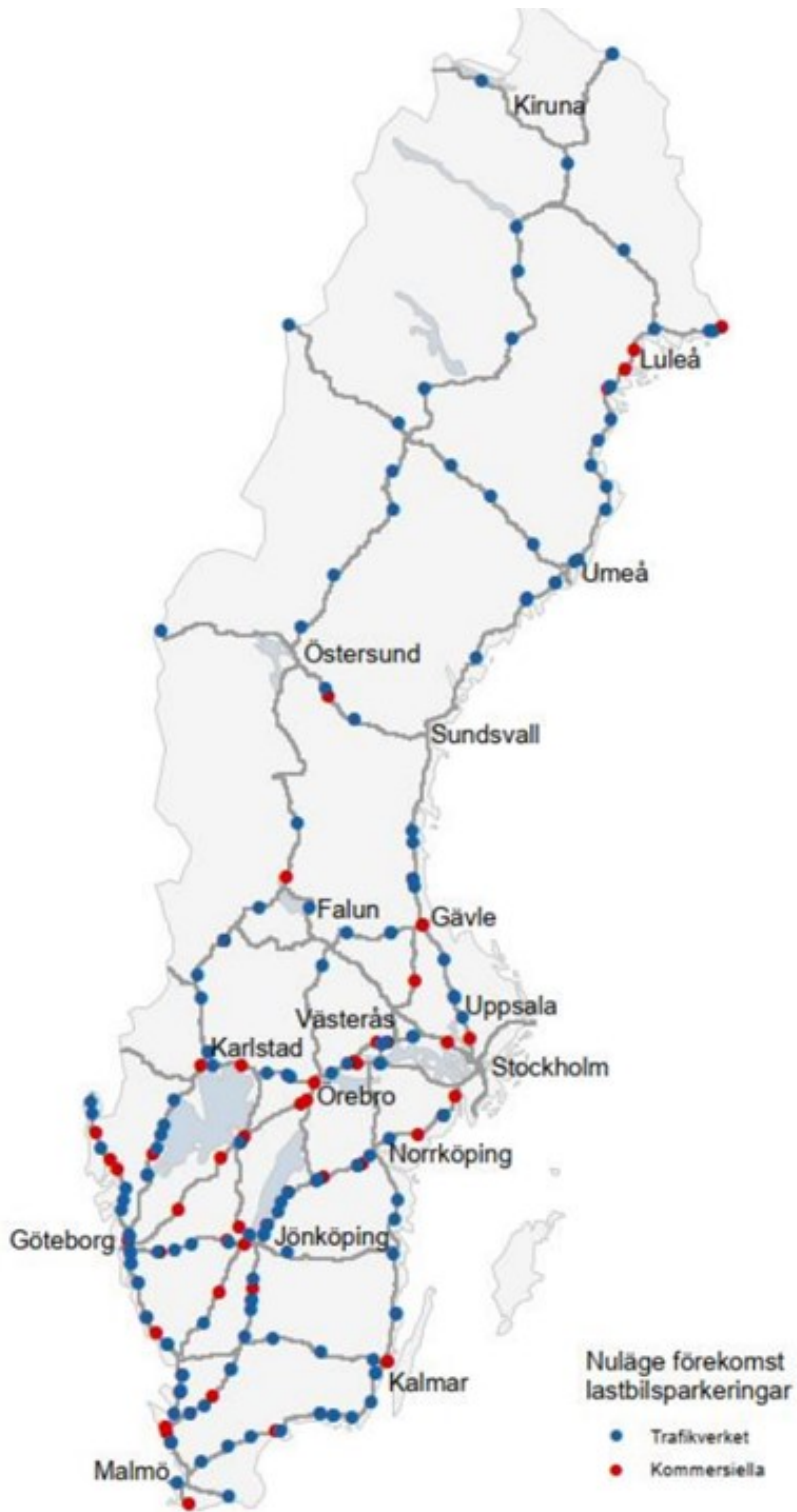 Kiruna
Luleå
Umeå
Östersund
Sundsvall
Falun
Gävle
Uppsala
Västerås
Karlstad
Stockholm
Örebro
Norrköping
Göteborg
Jönköping
Kalmar
Malmö
Nuläge förekomst
lastbilsparkeringar
Trafikverket
Kommersiella